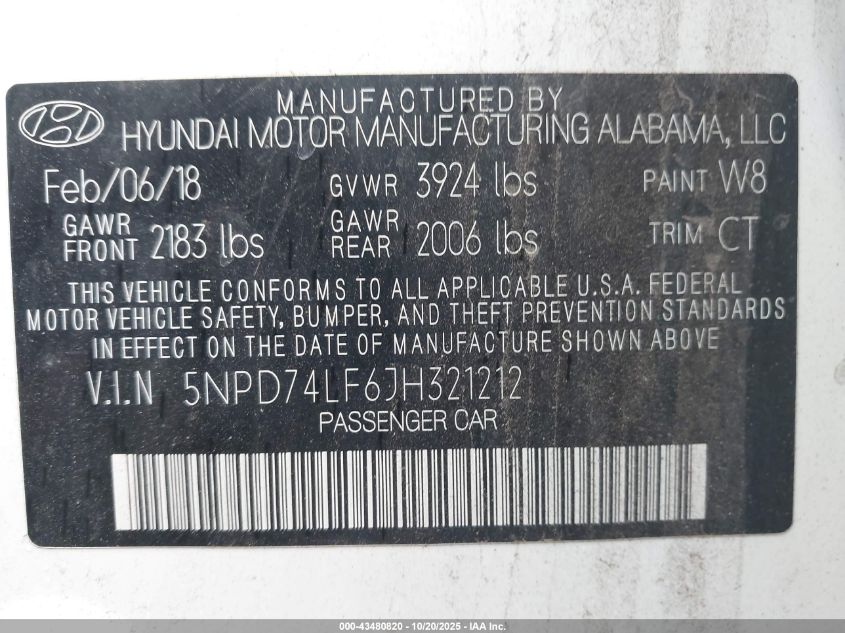 MANUFACTURED BY
HYUNDAI MOTOR MANUFACTURING ALABAMA, LLC
Feb/06/18 GVWR 3924 lbs PAINT W8
GAWR FRONT 2183 lbs GAWR REAR 2006 lbs TRIM CT
THIS VEHICLE CONFORMS TO ALL APPLICABLE U.S.A. FEDERAL
MOTOR VEHICLE SAFETY, BUMPER, AND THEFT PREVENTION STANDARDS
IN EFFECT ON THE DATE OF MANUFACTURE SHOWN ABOVE
V.I.N 5NPD74LF6JH321212
PASSENGER CAR
000-43480820 - 10/20/2025 - IAA Inc.